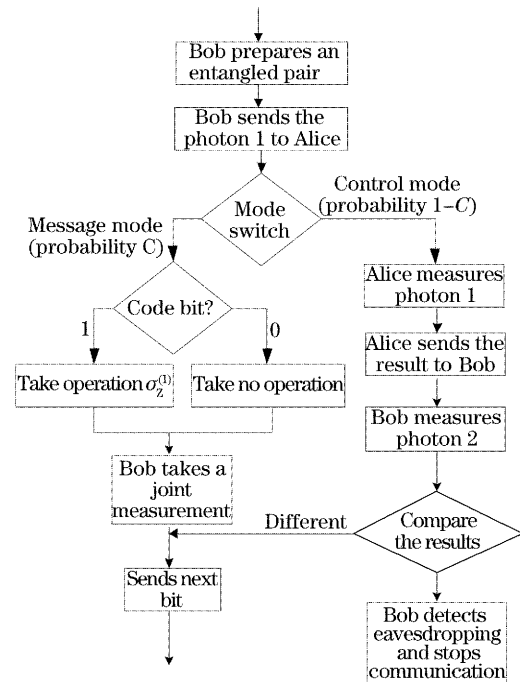 Bob prepares an
entangled pair
Bob sends the
photon 1 to Alice
Mode
switch
Control mode
(probability 1–C)
Message mode
(probability C)
Code bit?
1
0
Take operation σ_z^(1)
Take no operation
Bob takes a
joint
measurement
Alice measures
photon 1
Alice sends the
result to Bob
Bob measures
photon 2
Compare
the results
Different
Sends next
bit
Bob detects
eavesdropping
and stops
communication